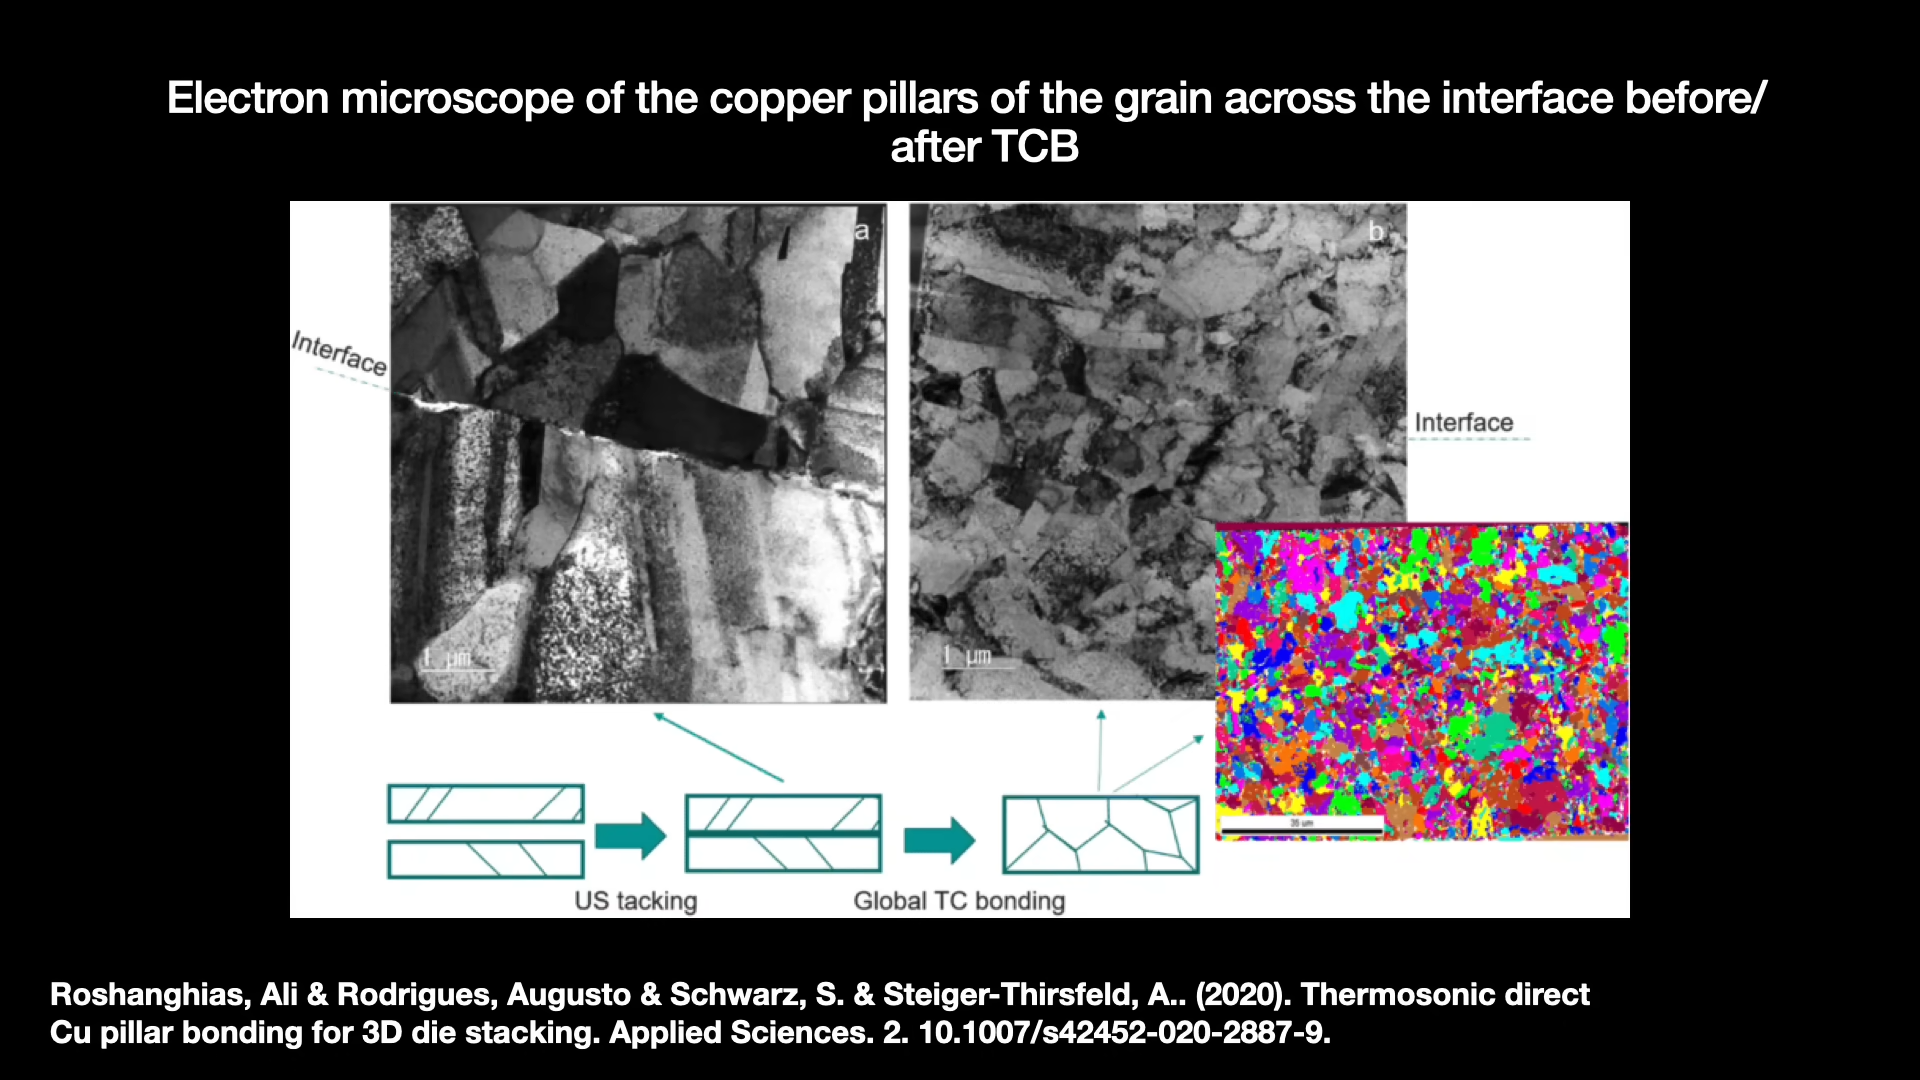 Electron microscope of the copper pillars of the grain across the interface before/
after TCB
a
b
Interface
Interface
1 µm
1 µm
35 um
US tacking
Global TC bonding
Roshanghias, Ali & Rodrigues, Augusto & Schwarz, S. & Steiger-Thirsfeld, A.. (2020). Thermosonic direct
Cu pillar bonding for 3D die stacking. Applied Sciences. 2. 10.1007/s42452-020-2887-9.